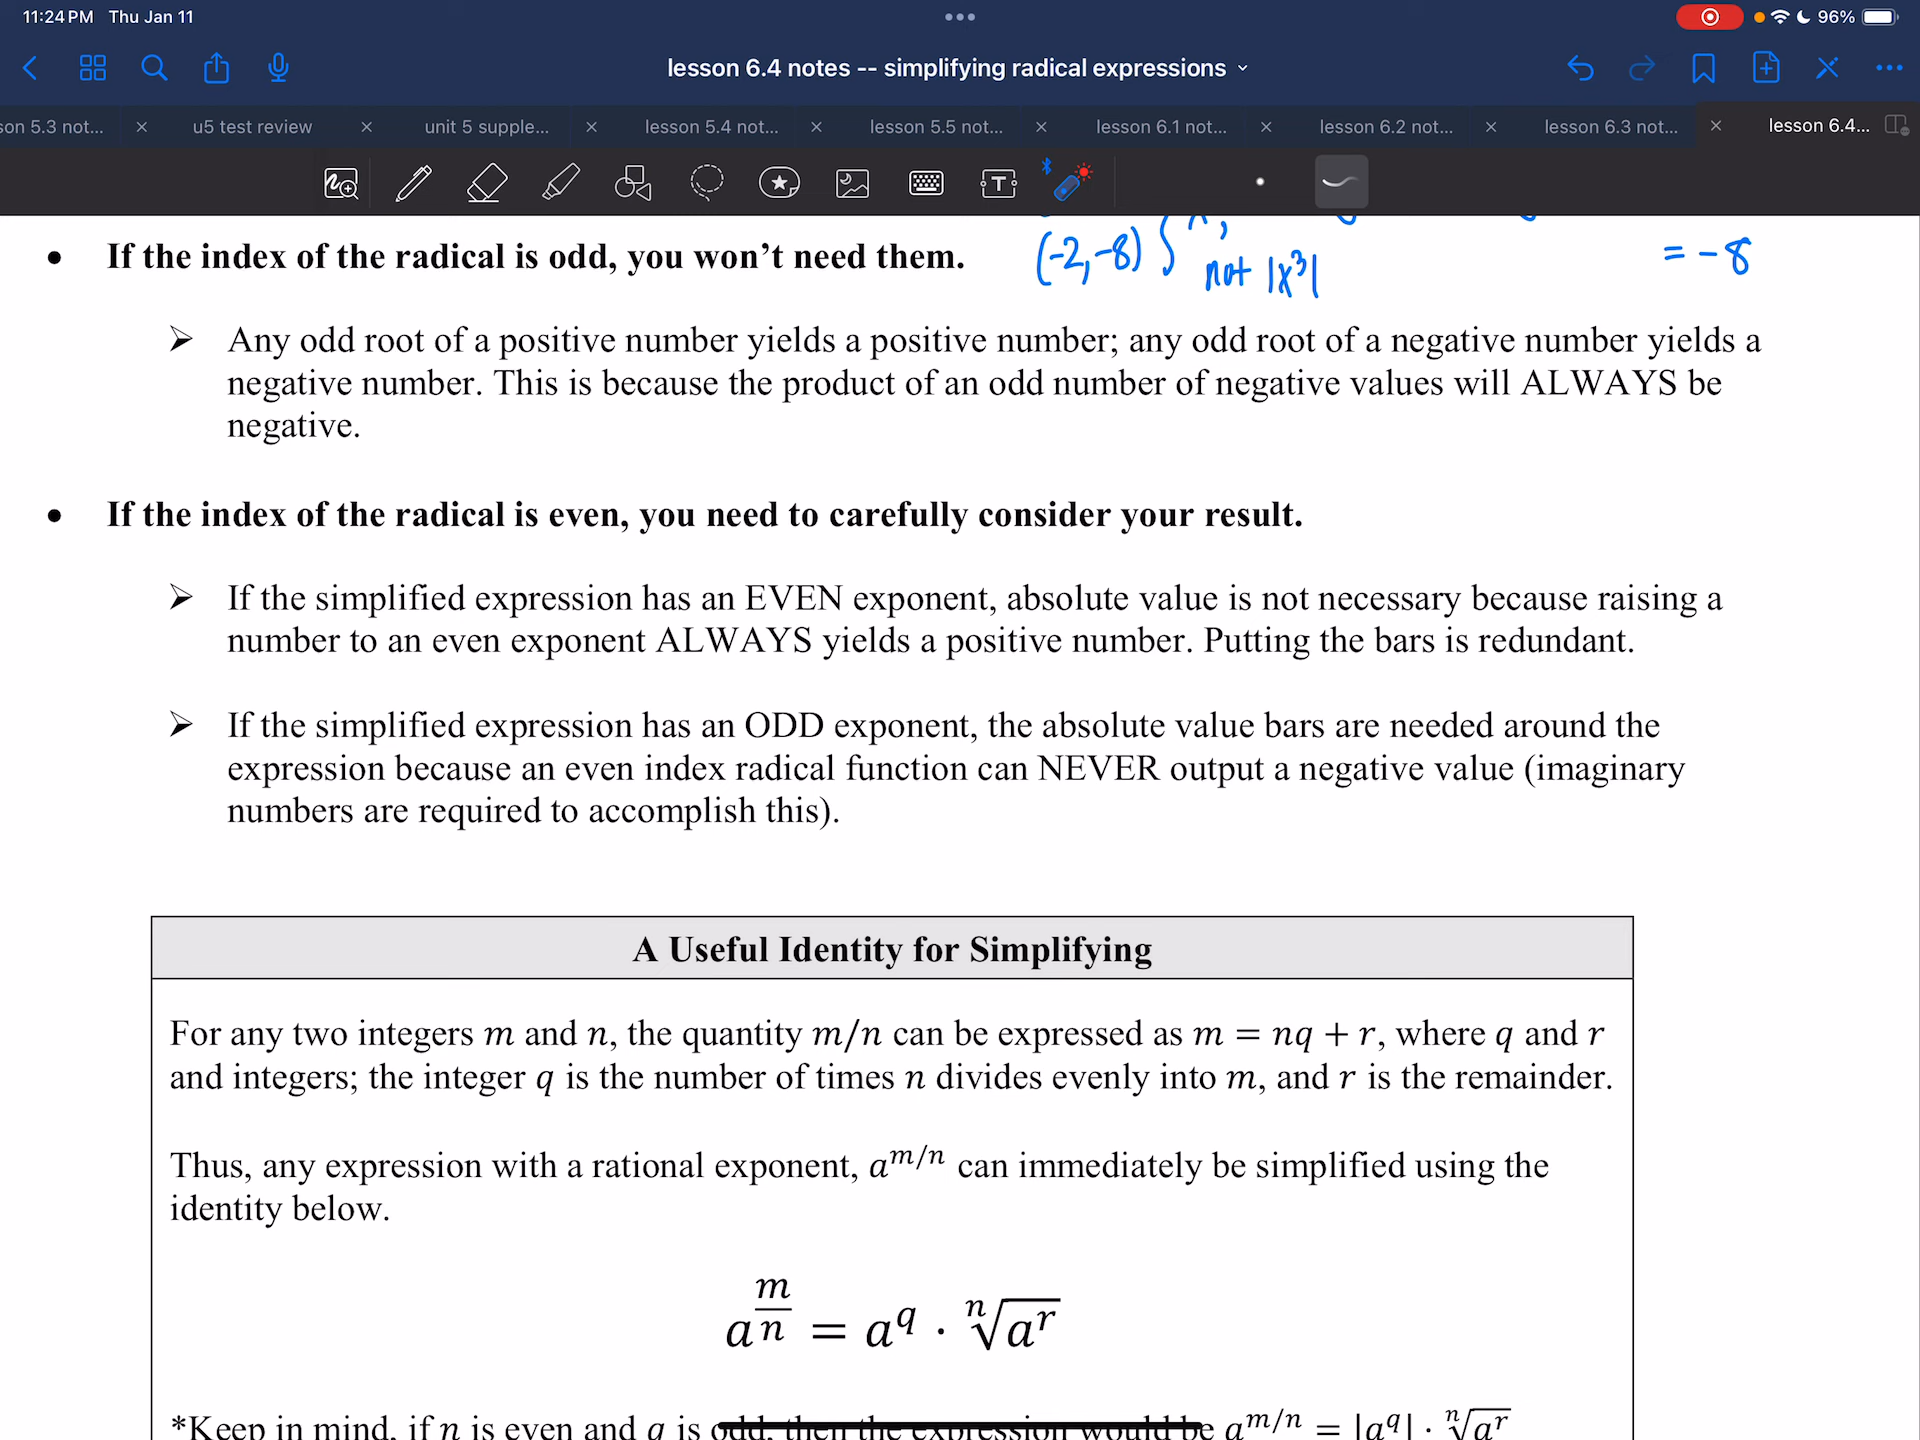 11:24 PM Thu Jan 11
96%
lesson 6.4 notes -- simplifying radical expressions
son 5.3 not...
u5 test review
unit 5 supple...
lesson 5.4 not...
lesson 5.5 not...
lesson 6.1 not...
lesson 6.2 not...
lesson 6.3 not...
lesson 6.4...
• If the index of the radical is odd, you won’t need them.
(-2,-8)
not |x³|
= -8
➢ Any odd root of a positive number yields a positive number; any odd root of a negative number yields a
negative number. This is because the product of an odd number of negative values will ALWAYS be
negative.
• If the index of the radical is even, you need to carefully consider your result.
➢ If the simplified expression has an EVEN exponent, absolute value is not necessary because raising a
number to an even exponent ALWAYS yields a positive number. Putting the bars is redundant.
➢ If the simplified expression has an ODD exponent, the absolute value bars are needed around the
expression because an even index radical function can NEVER output a negative value (imaginary
numbers are required to accomplish this).
A Useful Identity for Simplifying
For any two integers m and n, the quantity m/n can be expressed as m = nq + r, where q and r
and integers; the integer q is the number of times n divides evenly into m, and r is the remainder.
Thus, any expression with a rational exponent, a^{m/n} can immediately be simplified using the
identity below.
a^{m/n} = a^q · ⁿ√(a^r)
*Keep in mind, if n is even and q is odd, then the expression would be a^{m/n} = |a^q| · ⁿ√(a^r)